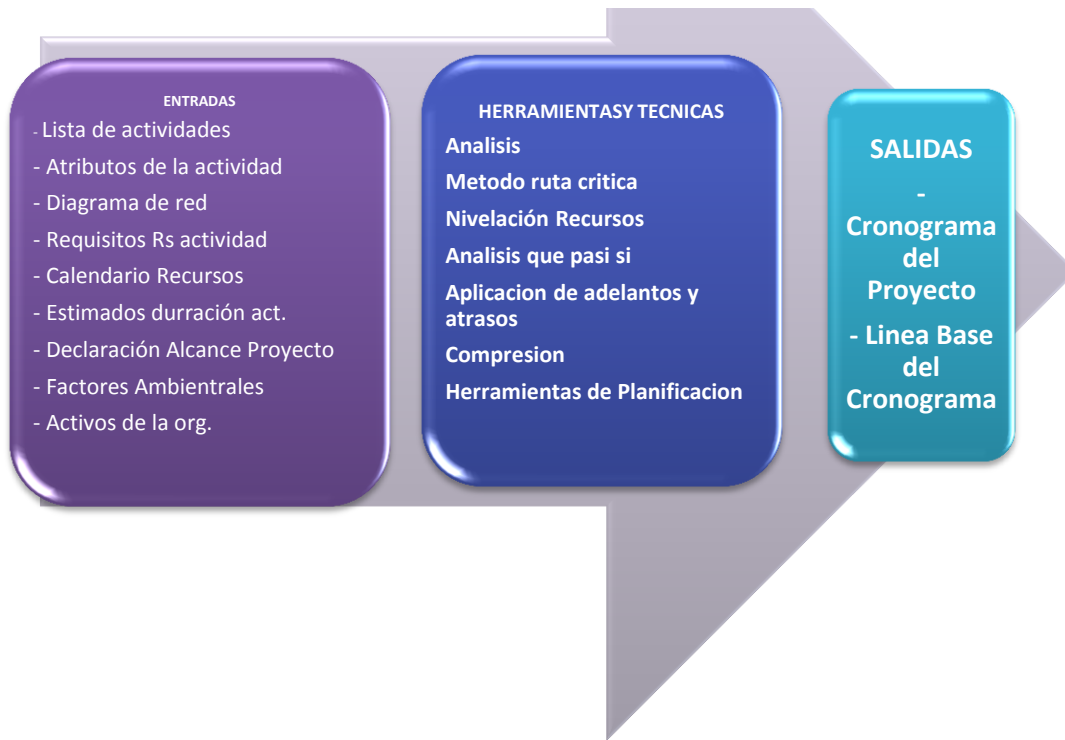 ENTRADAS
- Lista de actividades
- Atributos de la actividad
- Diagrama de red
- Requisitos Rs actividad
- Calendario Recursos
- Estimados durración act.
- Declaración Alcance Proyecto
- Factores Ambientrales
- Activos de la org.
HERRAMIENTASY TECNICAS
Analisis
Metodo ruta critica
Nivelación Recursos
Analisis que pasi si
Aplicacion de adelantos y
atrasos
Compresion
Herramientas de Planificacion
SALIDAS
-
Cronograma
del
Proyecto
- Linea Base
del
Cronograma